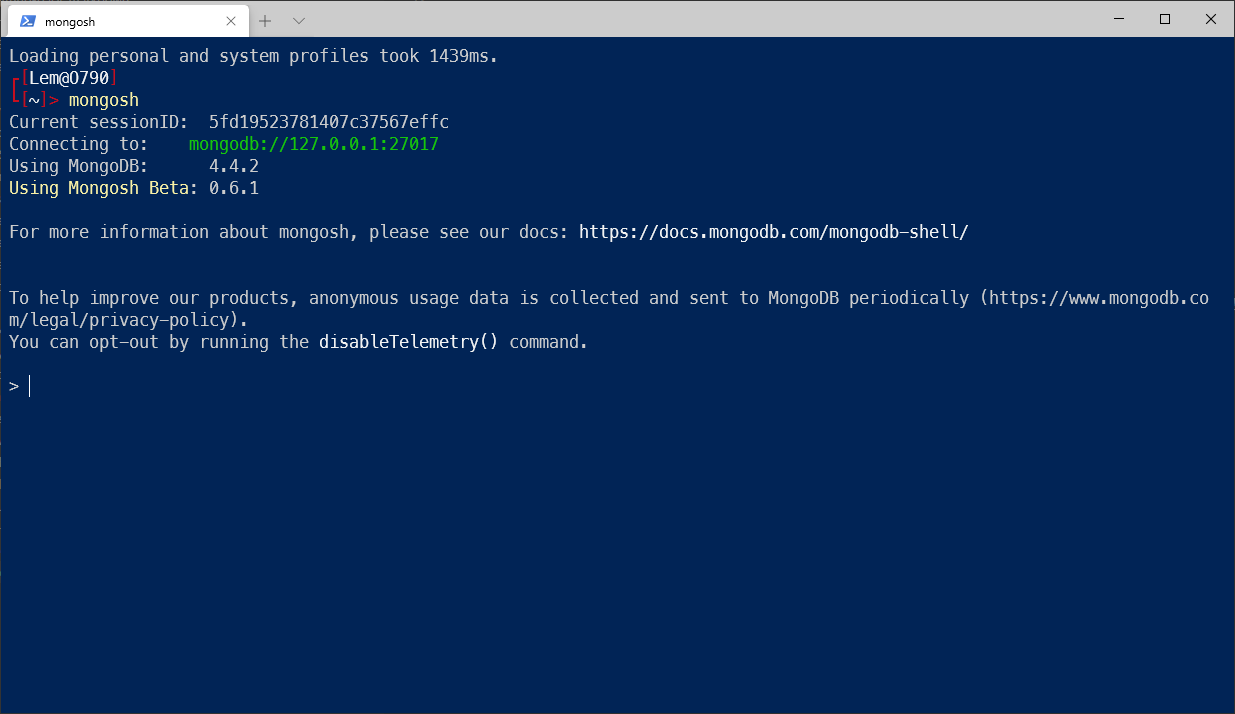 mongosh
Loading personal and system profiles took 1439ms.
┌[Lem@O790]
└[~]> mongosh
Current sessionID:  5fd19523781407c37567effc
Connecting to:    mongodb://127.0.0.1:27017
Using MongoDB:      4.4.2
Using Mongosh Beta: 0.6.1
For more information about mongosh, please see our docs: https://docs.mongodb.com/mongodb-shell/
To help improve our products, anonymous usage data is collected and sent to MongoDB periodically (https://www.mongodb.co
m/legal/privacy-policy).
You can opt-out by running the disableTelemetry() command.
>